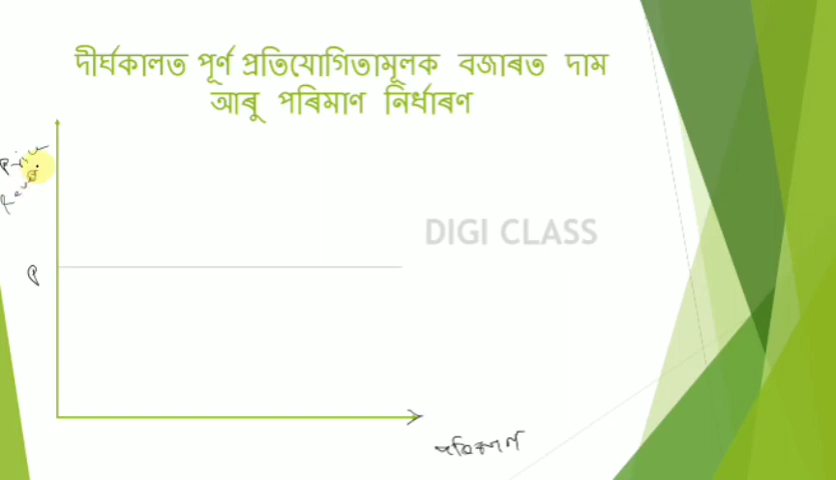 দীৰ্ঘকালত পূৰ্ণ প্ৰতিযোগিতামূলক বজাৰত দাম
আৰু পৰিমাণ নিৰ্ধাৰণ
DIGI CLASS
P
পৰিমাণ